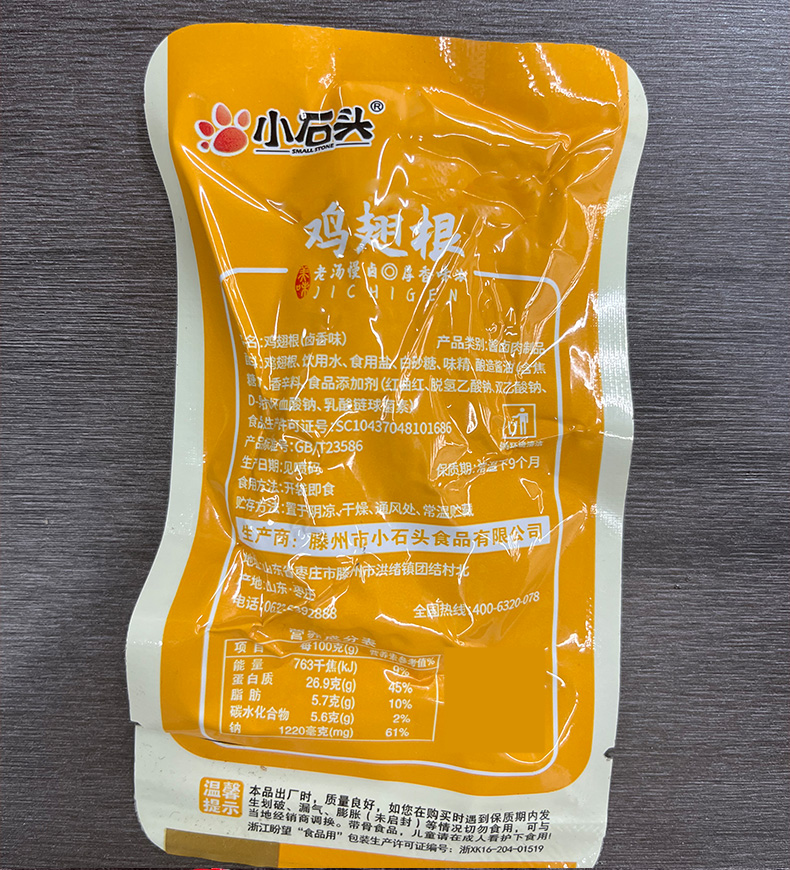 小石头®
SMALL STONE
鸡翅根
老汤慢卤◎厚香味浓
JICHIGEN
名:鸡翅根(卤香味) 产品类别:酱卤肉制品
鸡翅根、饮用水、食用盐、白砂糖、味精、酿造酱油(含焦
糖色)、香辛料、食品添加剂(红曲红、脱氢乙酸钠、双乙酸钠、
D-异抗坏血酸钠、乳酸链球菌素)
食品生产许可证号:SC10437048101686
产品标准号:GB/T23586
生产日期:见喷码 保质期:常温下9个月
食用方法:开袋即食
贮存方法:置于阴凉、干燥、通风处、常温贮藏
生产商:滕州市小石头食品有限公司
地址:山东省枣庄市滕州市洪绪镇团结村北
产地:山东·枣庄
电话: 全国热线:400-6320-078
营养成分表
项目 每100克(g) 营养素参考值%
能量 763千焦(kJ) 9%
蛋白质 26.9克(g) 45%
脂肪 5.7克(g) 10%
碳水化合物 5.6克(g) 2%
钠 1220毫克(mg) 61%
温馨提示
本品出厂时,质量良好,如您在购买时遇到保质期内发
生划破、漏气、膨胀(未启封)等情况切勿食用,可与
当地经销商调换。带骨食品,儿童请在成人看护下食用!
浙江盼望“食品用”包装生产许可证编号:浙XK16-204-01519